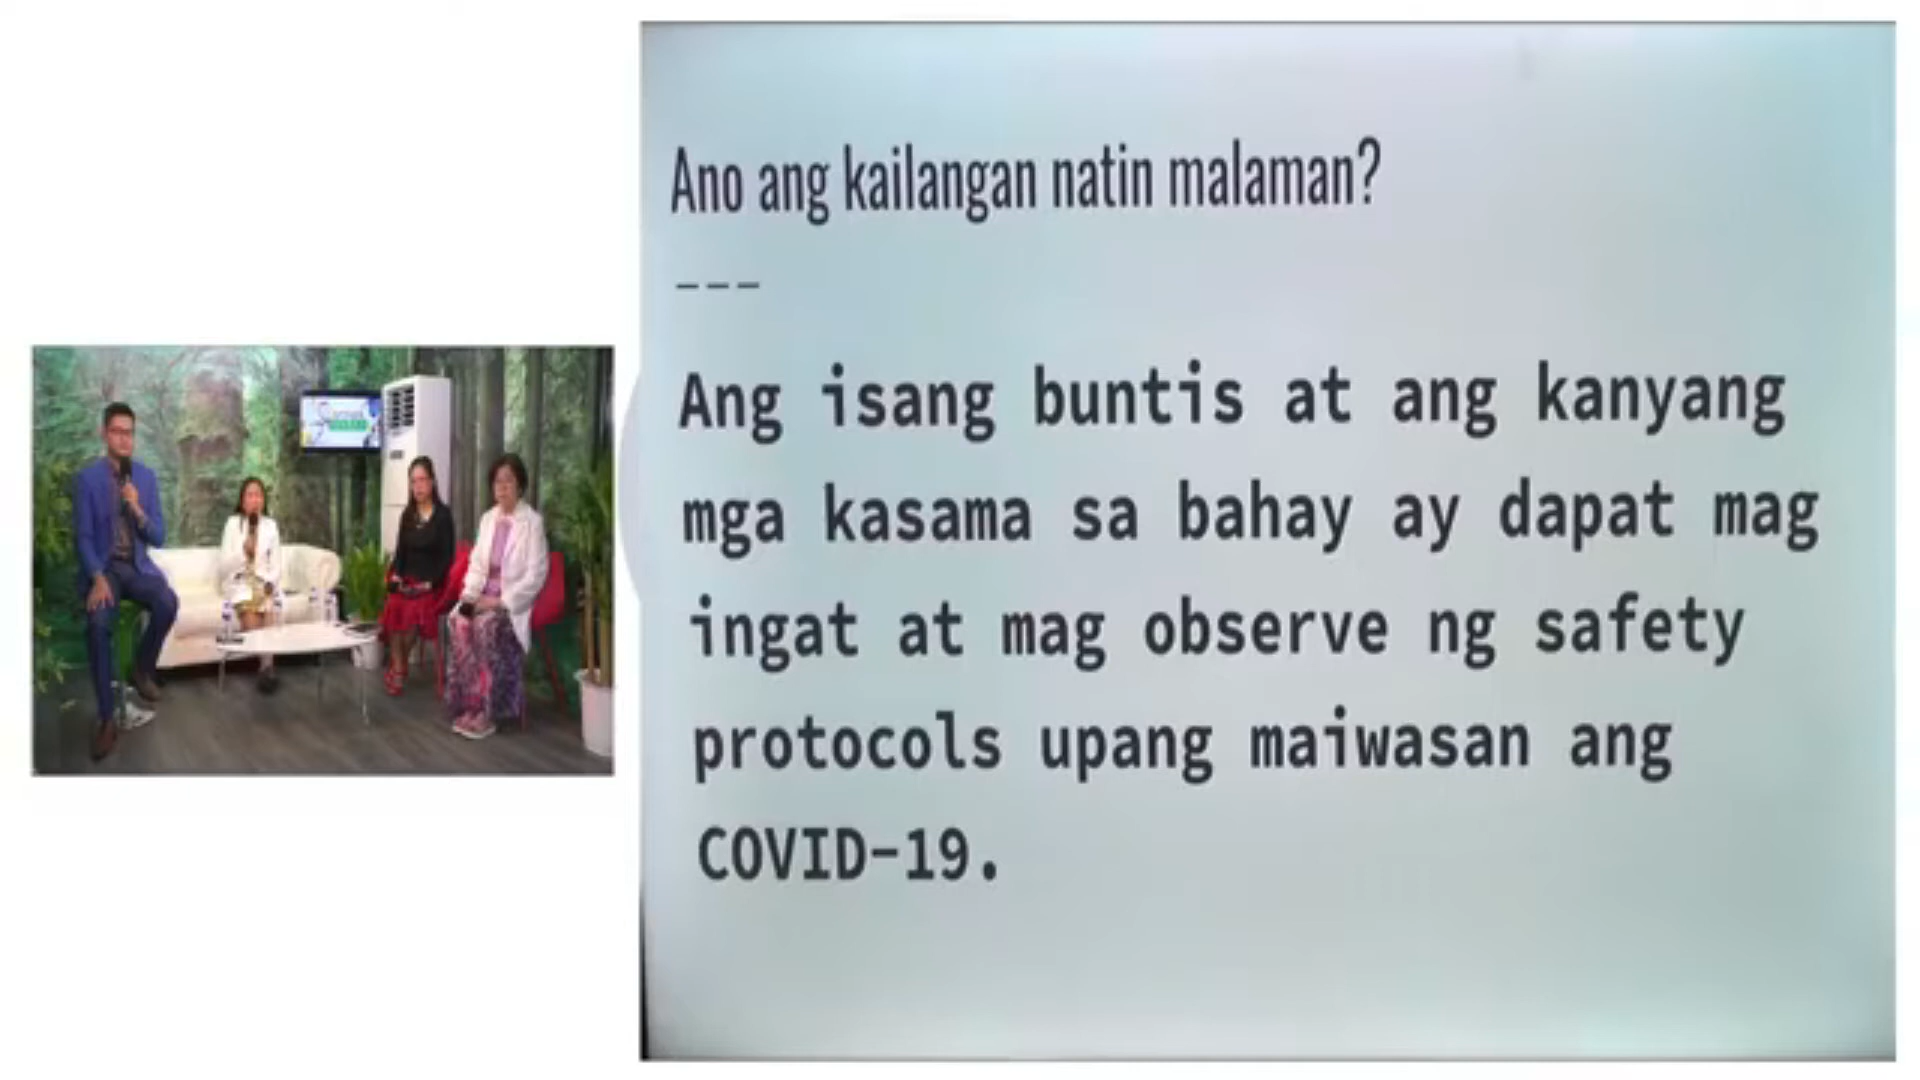 Ano ang kailangan natin malaman?
---
Ang isang buntis at ang kanyang
mga kasama sa bahay ay dapat mag
ingat at mag observe ng safety
protocols upang maiwasan ang
COVID-19.